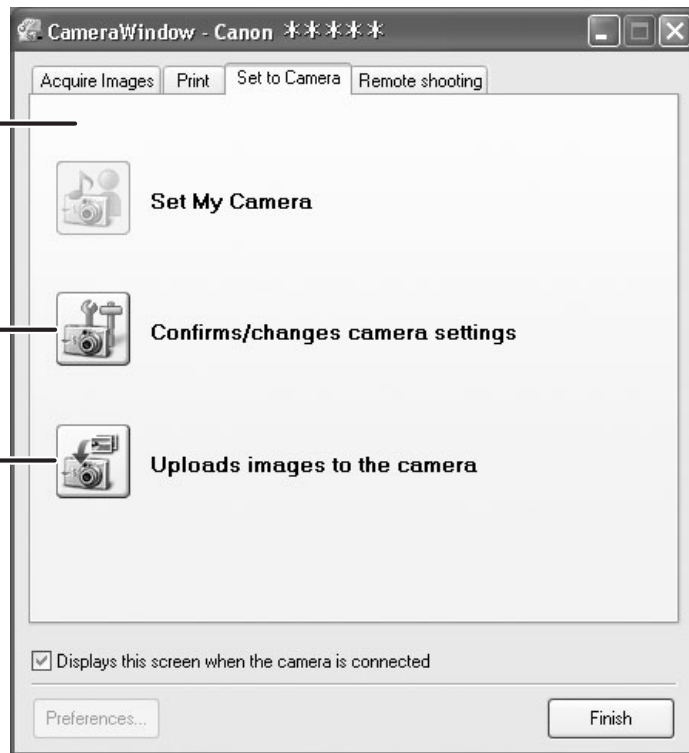 CameraWindow - Canon *****
Acquire Images Print Set to Camera Remote shooting
Set My Camera
Confirms/changes camera settings
Uploads images to the camera
Displays this screen when the camera is connected
Preferences... Finish